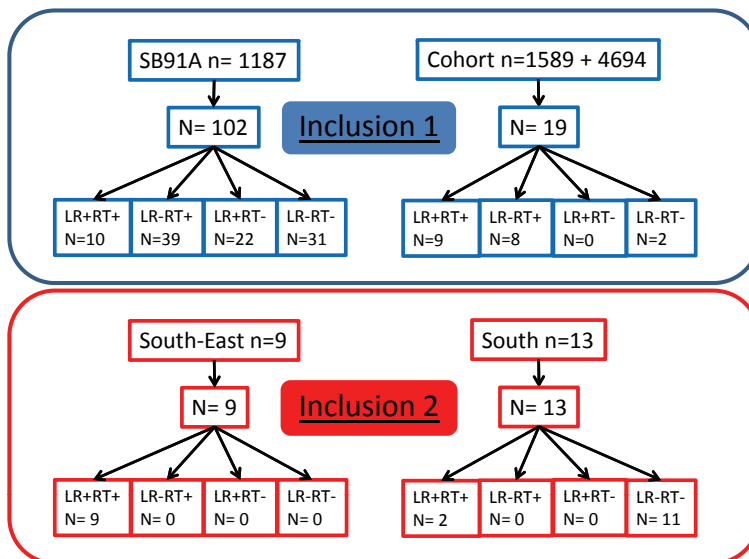 SB91A n= 1187
Cohort n=1589 + 4694
N= 102
Inclusion 1
N= 19
LR+RT+
N=10
LR-RT+
N=39
LR+RT-
N=22
LR-RT-
N=31
LR+RT+
N=9
LR-RT+
N=8
LR+RT-
N=0
LR-RT-
N=2
South-East n=9
South n=13
N= 9
Inclusion 2
N= 13
LR+RT+
N= 9
LR-RT+
N= 0
LR+RT-
N= 0
LR-RT-
N= 0
LR+RT+
N= 2
LR-RT+
N= 0
LR+RT-
N= 0
LR-RT-
N= 11